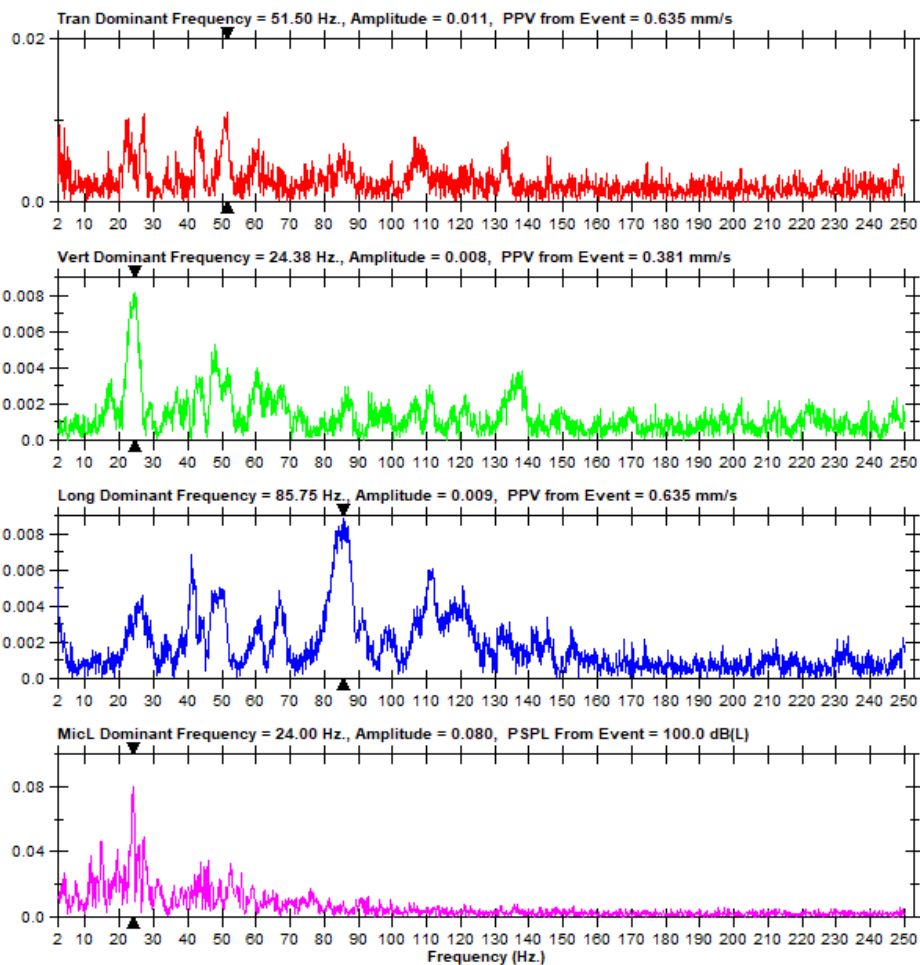 Tran Dominant Frequency = 51.50 Hz., Amplitude = 0.011, PPV from Event = 0.635 mm/s
0.02
0.0
2 10 20 30 40 50 60 70 80 90 100 110 120 130 140 150 160 170 180 190 200 210 220 230 240 250
Vert Dominant Frequency = 24.38 Hz., Amplitude = 0.008, PPV from Event = 0.381 mm/s
0.008
0.006
0.004
0.002
0.0
2 10 20 30 40 50 60 70 80 90 100 110 120 130 140 150 160 170 180 190 200 210 220 230 240 250
Long Dominant Frequency = 85.75 Hz., Amplitude = 0.009, PPV from Event = 0.635 mm/s
0.008
0.006
0.004
0.002
0.0
2 10 20 30 40 50 60 70 80 90 100 110 120 130 140 150 160 170 180 190 200 210 220 230 240 250
MicL Dominant Frequency = 24.00 Hz., Amplitude = 0.080, PSPL From Event = 100.0 dB(L)
0.08
0.04
0.0
2 10 20 30 40 50 60 70 80 90 100 110 120 130 140 150 160 170 180 190 200 210 220 230 240 250
Frequency (Hz.)